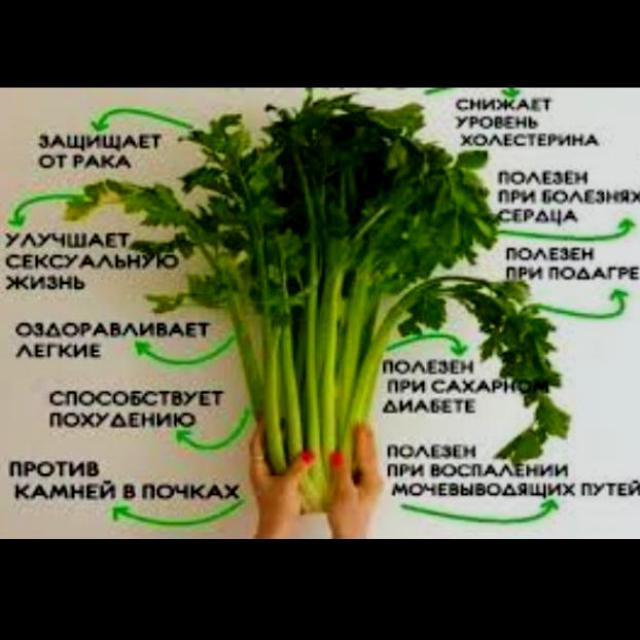 ЗАЩИЩАЕТ
ОТ РАКА
УЛУЧШАЕТ
СЕКСУАЛЬНУЮ
ЖИЗНЬ
ОЗДОРАВЛИВАЕТ
ЛЕГКИЕ
СПОСОБСТВУЕТ
ПОХУДЕНИЮ
ПРОТИВ
КАМНЕЙ В ПОЧКАХ
СНИЖАЕТ
УРОВЕНЬ
ХОЛЕСТЕРИНА
ПОЛЕЗЕН
ПРИ БОЛЕЗНЯХ
СЕРДЦА
ПОЛЕЗЕН
ПРИ ПОДАГРЕ
ПОЛЕЗЕН
ПРИ САХАРНОМ
ДИАБЕТЕ
ПОЛЕЗЕН
ПРИ ВОСПАЛЕНИИ
МОЧЕВЫВОДЯЩИХ ПУТЕЙ